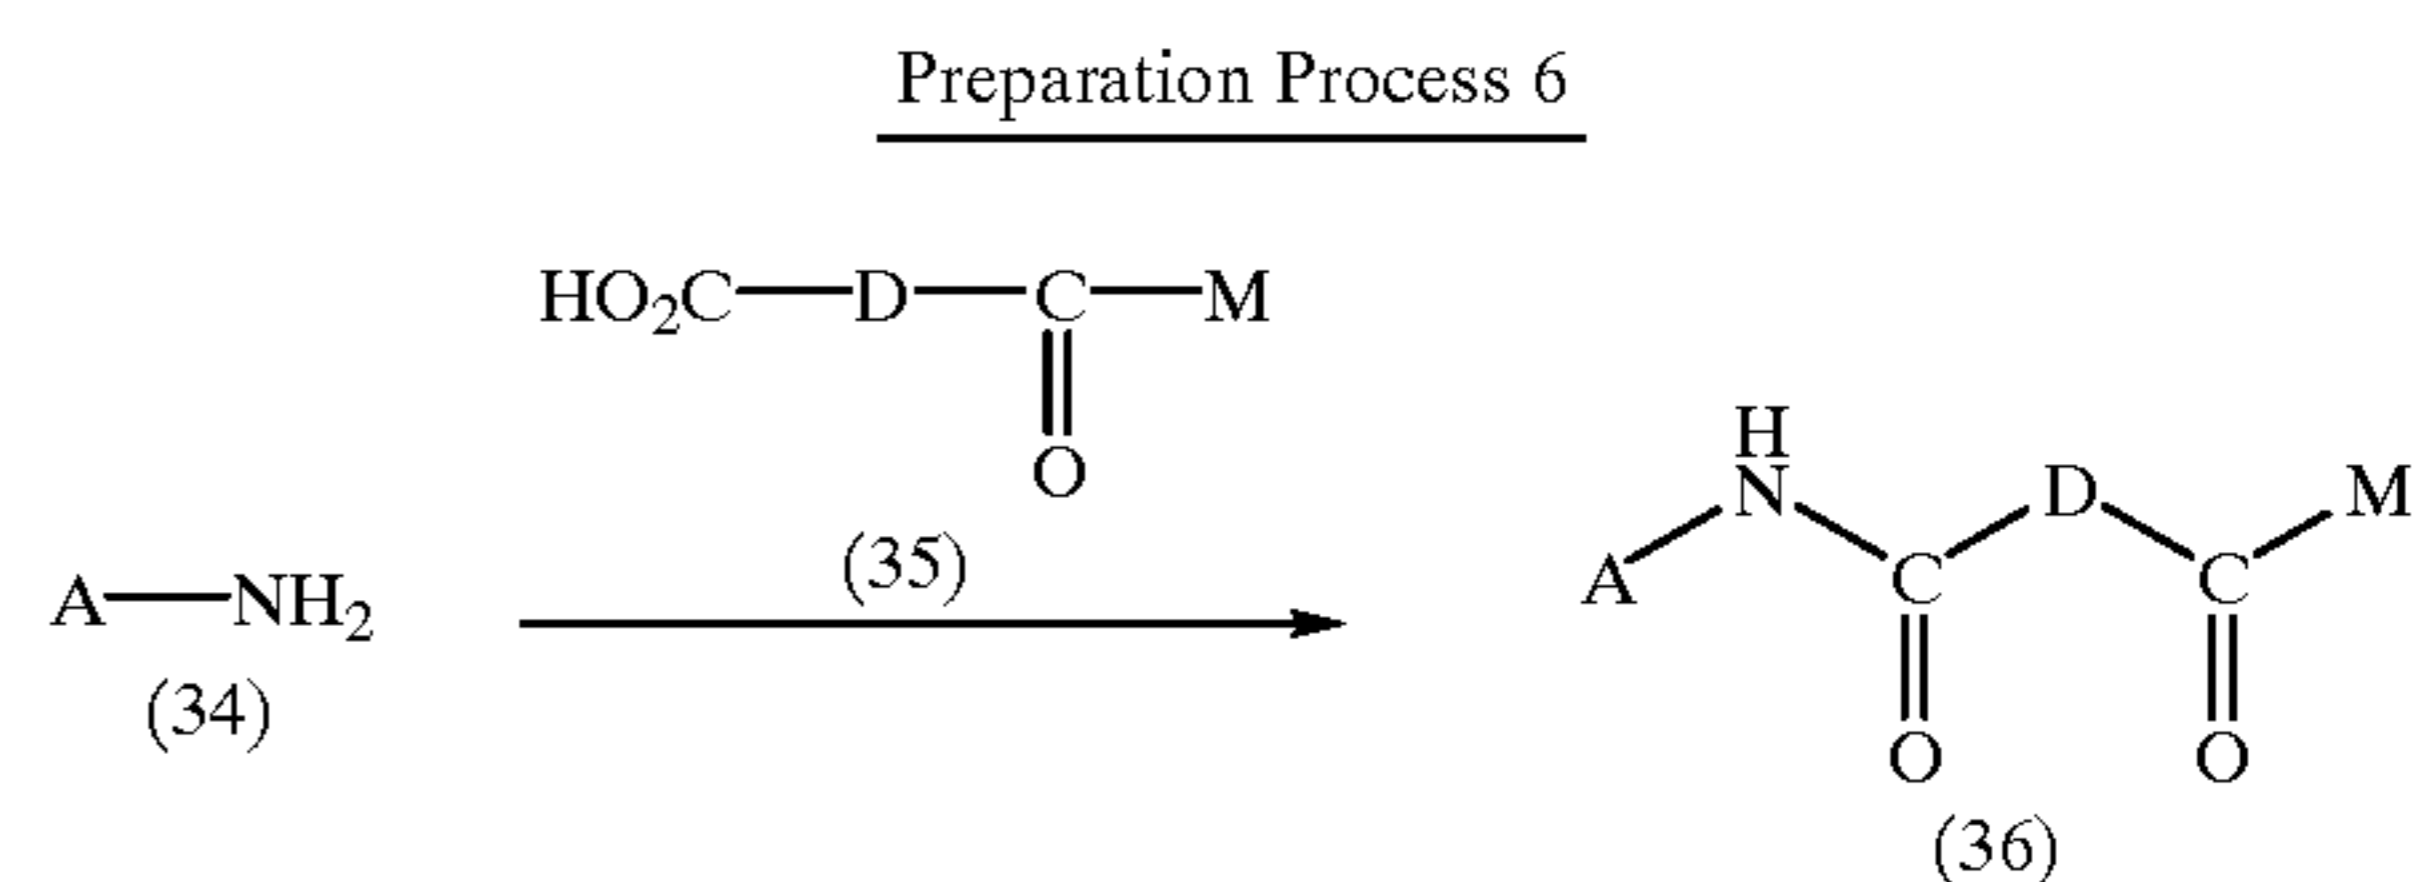 Preparation Process 6
HO₂C—D—C—M
O
(35)
A—NH₂
(34)
H
N D M
A C C
O O
(36)